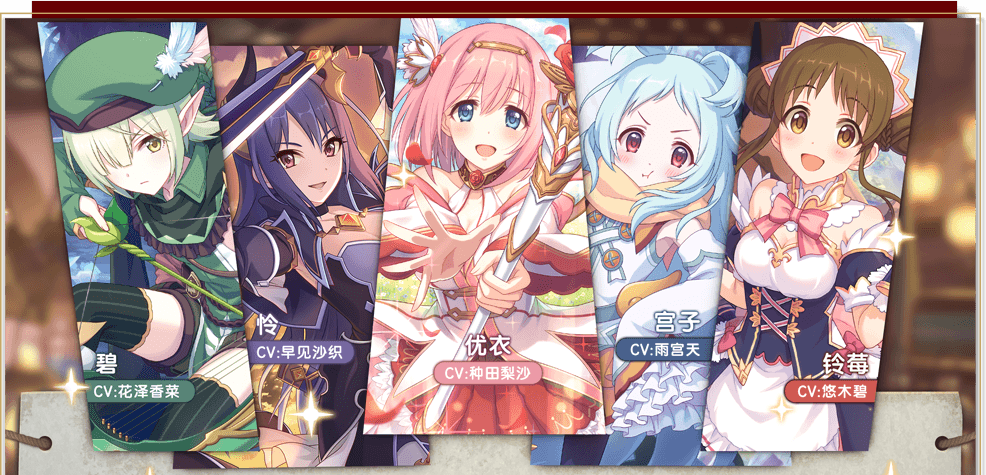 碧
CV:花泽香菜
怜
CV:早见沙织
优衣
CV:种田梨沙
宫子
CV:雨宫天
铃莓
CV:悠木碧